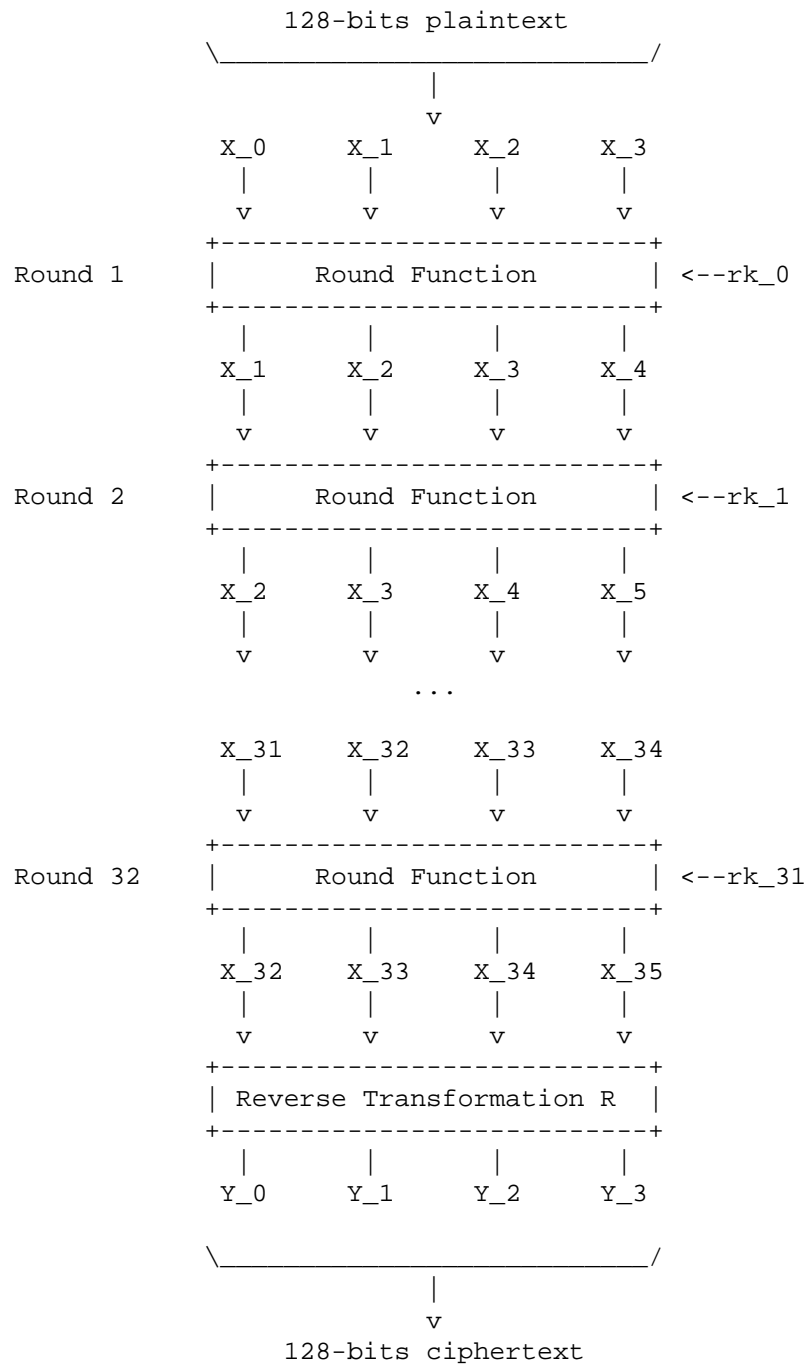 128-bits plaintext
\___________________________/
|
v
X_0 X_1 X_2 X_3
| | | |
v v v v
+---------------------------+
Round 1 | Round Function | <--rk_0
+---------------------------+
| | | |
X_1 X_2 X_3 X_4
| | | |
v v v v
+---------------------------+
Round 2 | Round Function | <--rk_1
+---------------------------+
| | | |
X_2 X_3 X_4 X_5
| | | |
v v v v
...
X_31 X_32 X_33 X_34
| | | |
v v v v
+---------------------------+
Round 32 | Round Function | <--rk_31
+---------------------------+
| | | |
X_32 X_33 X_34 X_35
| | | |
v v v v
+---------------------------+
| Reverse Transformation R |
+---------------------------+
| | | |
Y_0 Y_1 Y_2 Y_3
\___________________________/
|
v
128-bits ciphertext